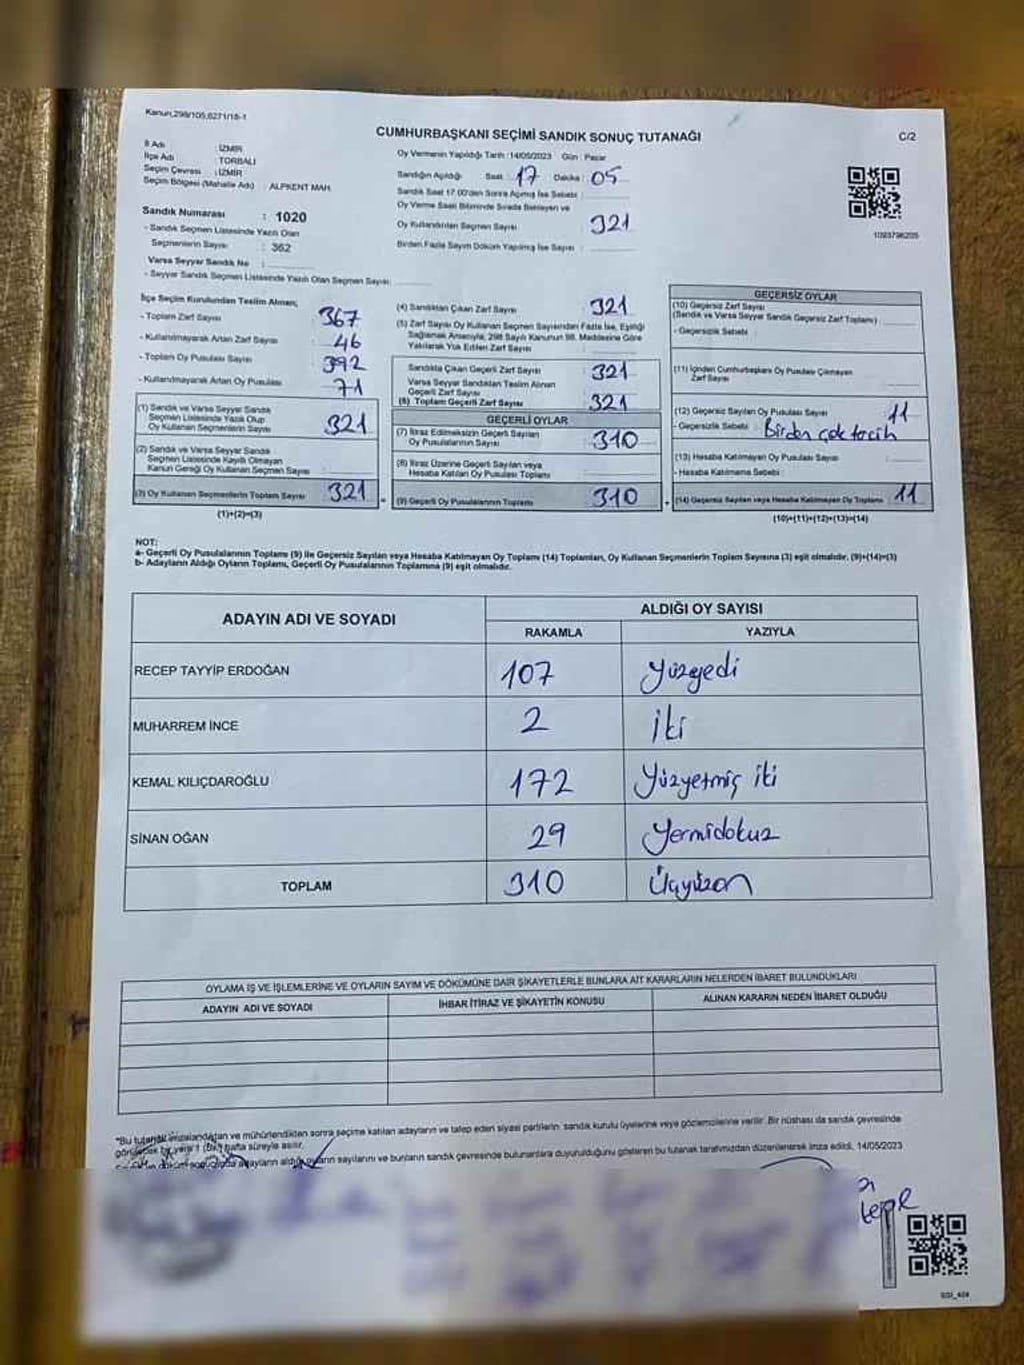 Kanun,298/105,6271/18-1
CUMHURBAŞKANI SEÇİMİ SANDIK SONUÇ TUTANAĞI
C/2
İl Adı : İZMİR
İlçe Adı : TORBALI
Seçim Çevresi : İZMİR
Seçim Bölgesi (Mahalle Adı) : ALPKENT MAH.
Sandık Numarası : 1020
- Sandık Seçmen Listesinde Yazılı Olan
Seçmenlerin Sayısı : 362
Varsa Seyyar Sandık No :
- Seyyar Sandık Seçmen Listesinde Yazılı Olan Seçmen Sayısı:
Oy Vermenin Yapıldığı Tarih :14/05/2023 Gün : Pazar
Sandığın Açıldığı Saat : 17 Dakika : 05
Sandık Saat 17.00'den Sonra Açılmış İse Sebebi :
Oy Verme Saati Bitiminde Sırada Bekleyen ve
Oy Kullandırılan Seçmen Sayısı 321
Birden Fazla Sayım Döküm Yapılmış İse Sayısı :
İlçe Seçim Kurulundan Teslim Alınan;
- Toplam Zarf Sayısı 367
- Kullanılmayarak Artan Zarf Sayısı 46
- Toplam Oy Pusulası Sayısı 392
- Kullanılmayarak Artan Oy Pusulası 71
(1) Sandık ve Varsa Seyyar Sandık
Seçmen Listesinde Yazılı Olup
Oy Kullanan Seçmenlerin Sayısı 321
(2) Sandık ve Varsa Seyyar Sandık
Seçmen Listesinde Kayıtlı Olmayan
Kanun Gereği Oy Kullanan Seçmen Sayısı
(3) Oy Kullanan Seçmenlerin Toplam Sayısı 321
(1)+(2)=(3)
(4) Sandıktan Çıkan Zarf Sayısı 321
(5) Zarf Sayısı Oy Kullanan Seçmen Sayısından Fazla İse, Eşitliği
Sağlamak Amacıyla, 298 Sayılı Kanunun 98. Maddesine Göre
Yakılarak Yok Edilen Zarf Sayısı
Sandıkta Çıkan Geçerli Zarf Sayısı 321
Varsa Seyyar Sandıktan Teslim Alınan
Geçerli Zarf Sayısı
(6) Toplam Geçerli Zarf Sayısı 321
GEÇERLİ OYLAR
(7) İtiraz Edilmeksizin Geçerli Sayılan
Oy Pusulalarının Sayısı 310
(8) İtiraz Üzerine Geçerli Sayılan veya
Hesaba Katılan Oy Pusulası Toplamı
(9) Geçerli Oy Pusulalarının Toplamı 310
=
+
GEÇERSİZ OYLAR
(10) Geçersiz Zarf Sayısı
(Sandık ve Varsa Seyyar Sandık Geçersiz Zarf Toplamı)
- Geçersizlik Sebebi
(11) İçinden Cumhurbaşkanı Oy Pusulası Çıkmayan
Zarf Sayısı
(12) Geçersiz Sayılan Oy Pusulası Sayısı 11
- Geçersizlik Sebebi: Birden çok tercih
(13) Hesaba Katılmayan Oy Pusulası Sayısı
- Hesaba Katılmama Sebebi
(14) Geçersiz Sayılan veya Hesaba Katılmayan Oy Toplamı 11
(10)+(11)+(12)+(13)=(14)
NOT:
a- Geçerli Oy Pusulalarının Toplamı (9) ile Geçersiz Sayılan veya Hesaba Katılmayan Oy Toplamı (14) Toplamları, Oy Kullanan Seçmenlerin Toplam Sayısına (3) eşit olmalıdır. (9)+(14)=(3)
b- Adayların Aldığı Oyların Toplamı, Geçerli Oy Pusulalarının Toplamına (9) eşit olmalıdır.
ADAYIN ADI VE SOYADI
ALDIĞI OY SAYISI
RAKAMLA YAZIYLA
RECEP TAYYİP ERDOĞAN 107 Yüzyedi
MUHARREM İNCE 2 İki
KEMAL KILIÇDAROĞLU 172 Yüzyetmiş iki
SİNAN OĞAN 29 Yermidokuz
TOPLAM 310 Üçyüzon
OYLAMA İŞ VE İŞLEMLERİNE VE OYLARIN SAYIM VE DÖKÜMÜNE DAİR ŞİKAYETLERLE BUNLARA AİT KARARLARIN NELERDEN İBARET BULUNDUKLARI
ADAYIN ADI VE SOYADI İHBAR İTİRAZ VE ŞİKAYETİN KONUSU ALINAN KARARIN NEDEN İBARET OLDUĞU
*Bu tutanak imzalandıktan ve mühürlendikten sonra seçime katılan adayların ve talep eden siyasi partilerin, sandık kurulu üyelerine veya gözlemcilerine verilir. Bir nüshası da sandık çevresinde
görülecek bir yere 1 (Bir) hafta süreyle asılır.
adayların aldığı oyların sayılarını ve bunların sandık çevresinde bulunanlara duyurulduğunu gösteren bu tutanak tarafımızdan düzenlenerek imza edildi. 14/05/2023